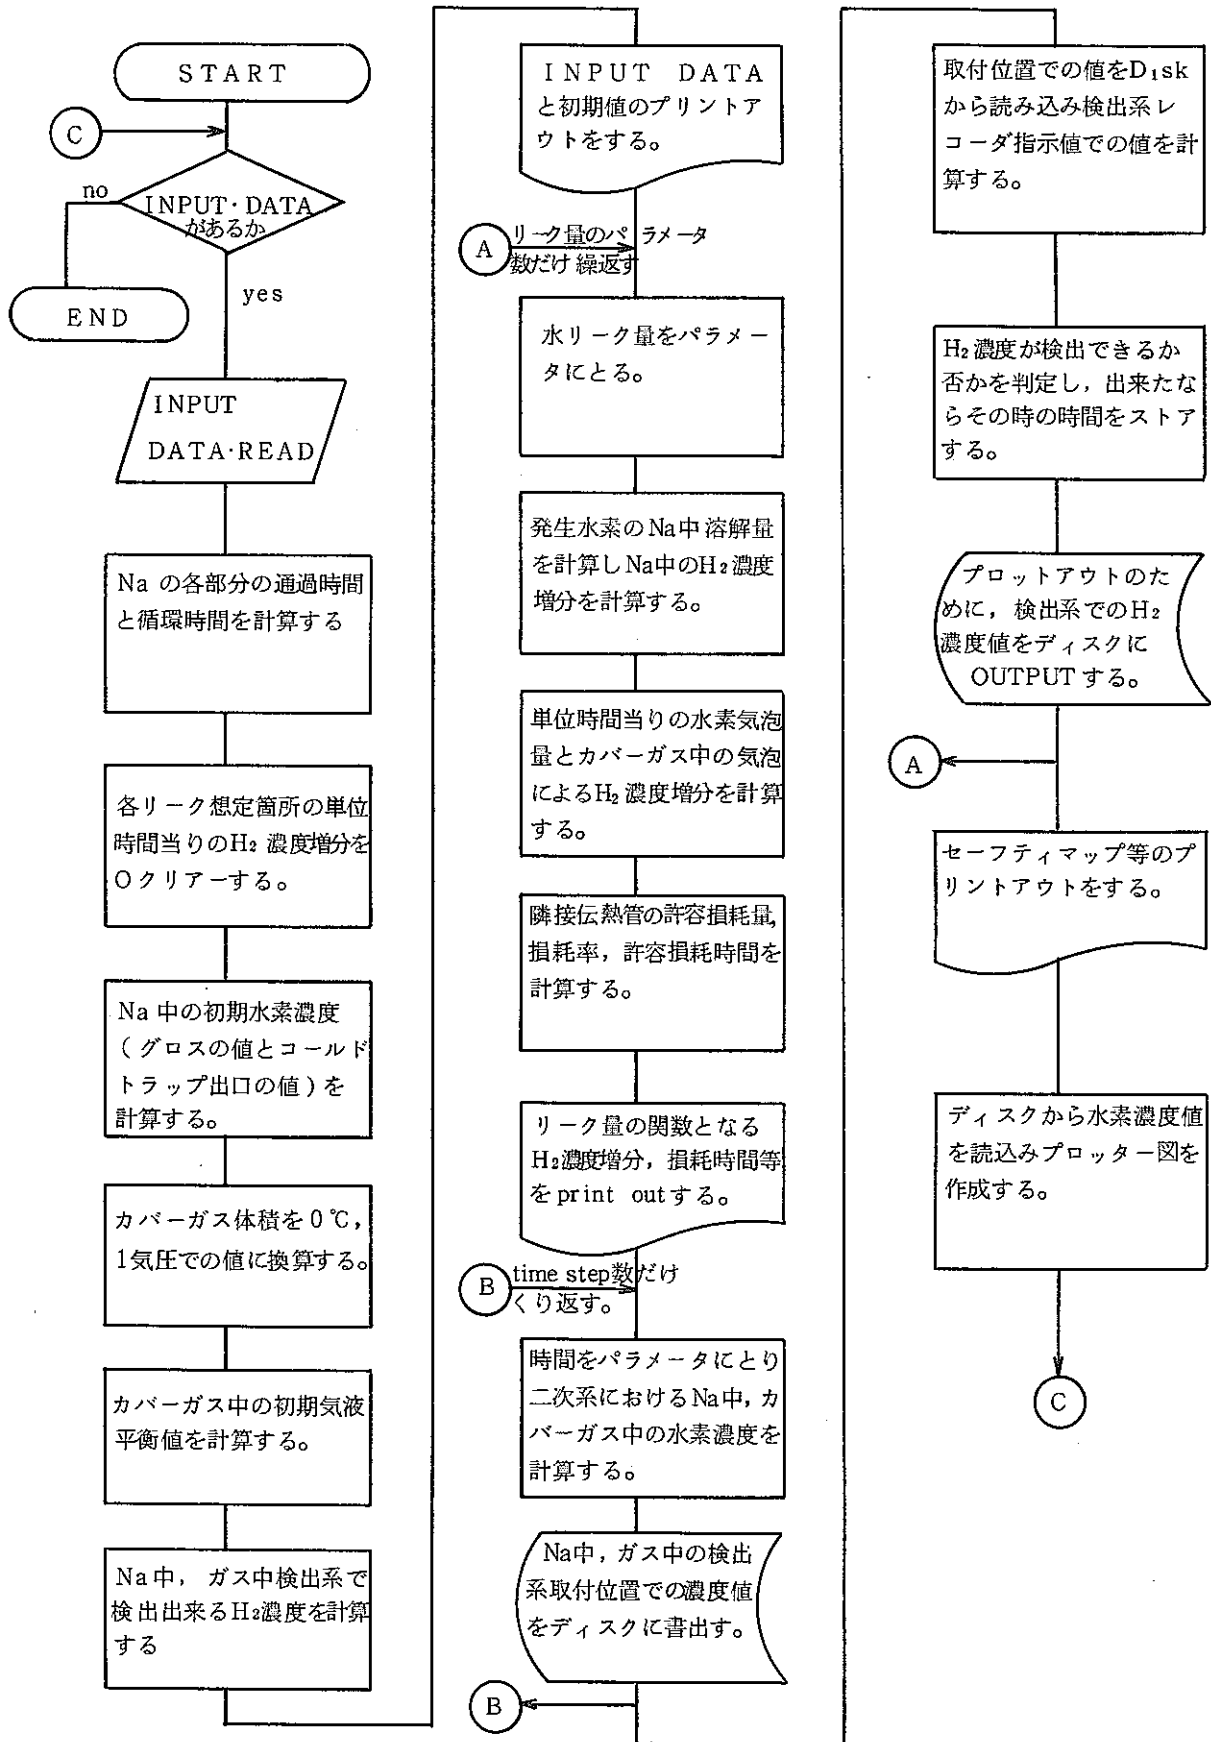 START
C
INPUT・DATA
があるか
no
yes
END
INPUT
DATA・READ
Na の各部分の通過時間
と循環時間を計算する
各リーク想定箇所の単位
時間当りのH₂ 濃度増分を
Oクリアーする。
Na 中の初期水素濃度
(グロスの値とコールド
トラップ出口の値)を
計算する。
カバーガス体積を0℃,
1気圧での値に換算する。
カバーガス中の初期気液
平衡値を計算する。
Na中, ガス中検出系で
検出出来るH₂濃度を計算
する
INPUT DATA
と初期値のプリントア
ウトをする。
A
リーク量のパラメータ
数だけ繰返す
水リーク量をパラメー
タにとる。
発生水素のNa中溶解量
を計算しNa中のH₂濃度
増分を計算する。
単位時間当りの水素気泡
量とカバーガス中の気泡
によるH₂濃度増分を計算
する。
隣接伝熱管の許容損耗量,
損耗率, 許容損耗時間を
計算する。
リーク量の関数となる
H₂濃度増分, 損耗時間等
をprint outする。
B
time step数だけ
くり返す。
時間をパラメータにとり
二次系におけるNa中, カ
バーガス中の水素濃度を
計算する。
Na中, ガス中の検出
系取付位置での濃度値
をディスクに書出す。
B
取付位置での値をDısk
から読み込み検出系レ
コーダ指示値での値を計
算する。
H₂濃度が検出できるか
否かを判定し, 出来たな
らその時の時間をストア
する。
プロットアウトのた
めに, 検出系でのH₂
濃度値をディスクに
OUTPUTする。
A
セーフティマップ等のプ
リントアウトをする。
ディスクから水素濃度値
を読込みプロッター図を
作成する。
C